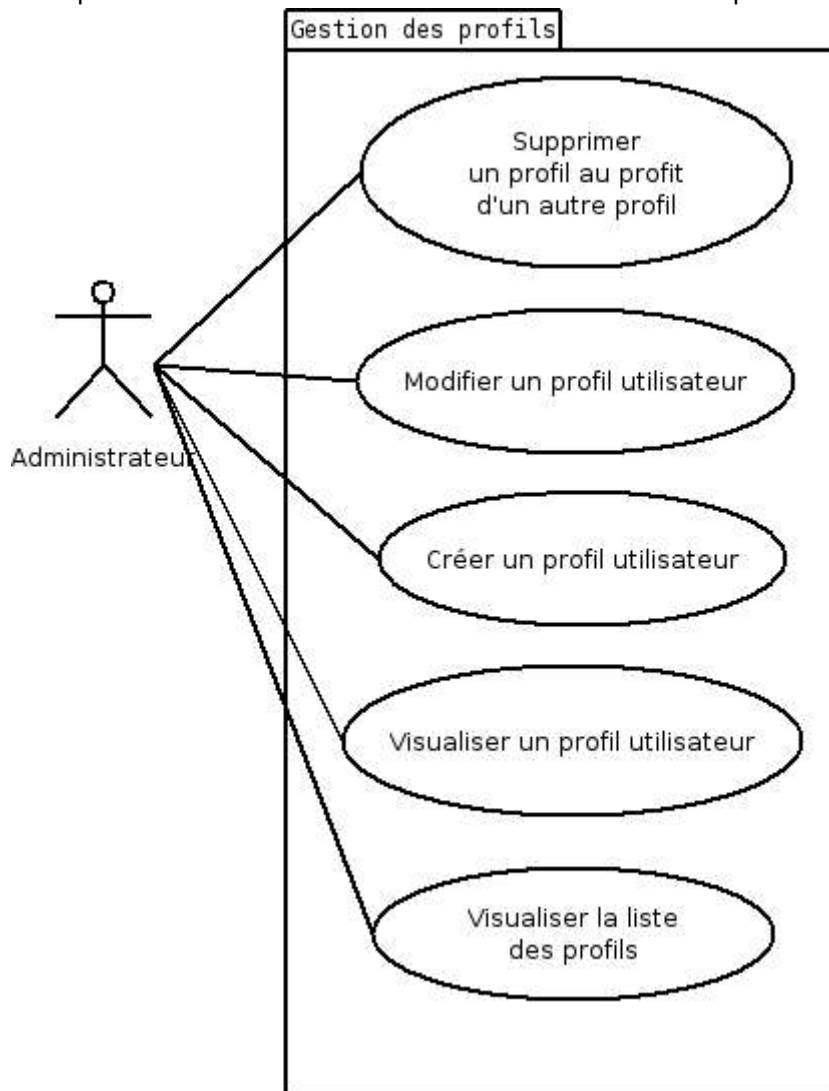 Gestion des profils
Supprimer
un profil au profit
d'un autre profil
Modifier un profil utilisateur
Administrateur
Créer un profil utilisateur
Visualiser un profil utilisateur
Visualiser la liste
des profils